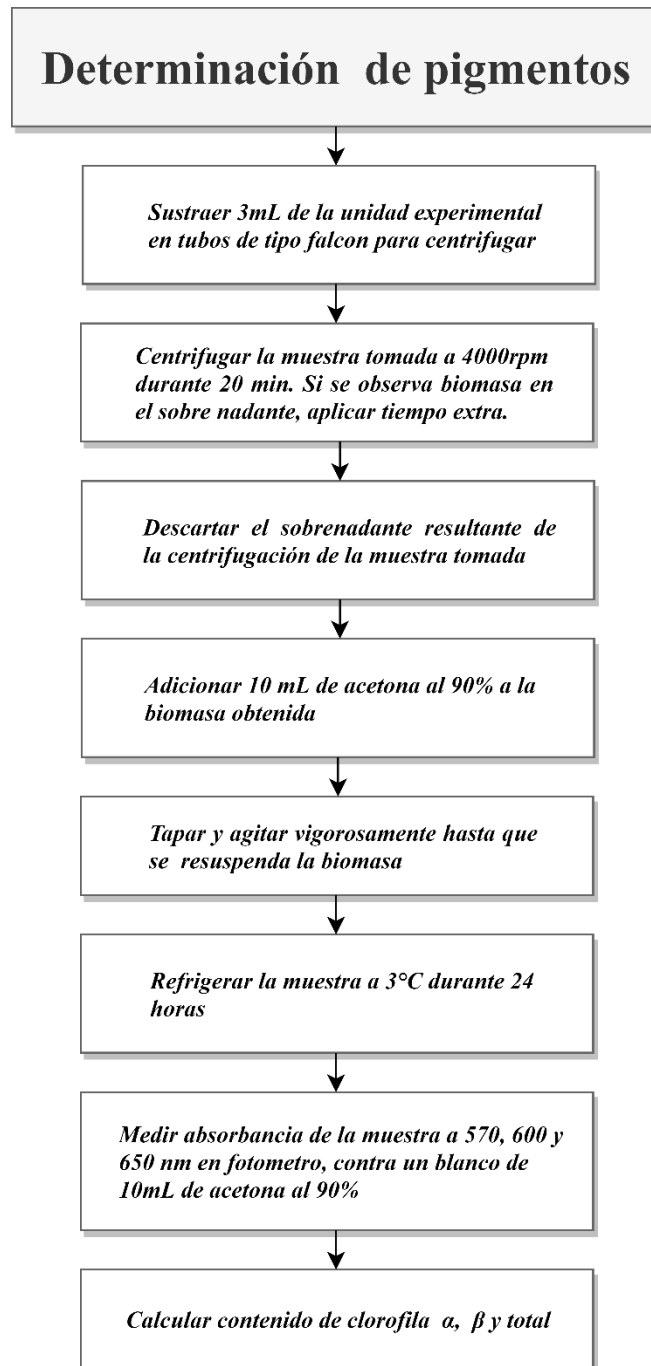 Determinación de pigmentos
Sustraer 3mL de la unidad experimental
en tubos de tipo falcon para centrifugar
Centrifugar la muestra tomada a 4000rpm
durante 20 min. Si se observa biomasa en
el sobre nadante, aplicar tiempo extra.
Descartar el sobrenadante resultante de
la centrifugación de la muestra tomada
Adicionar 10 mL de acetona al 90% a la
biomasa obtenida
Tapar y agitar vigorosamente hasta que
se resuspenda la biomasa
Refrigerar la muestra a 3°C durante 24
horas
Medir absorbancia de la muestra a 570, 600 y
650 nm en fotometro, contra un blanco de
10mL de acetona al 90%
Calcular contenido de clorofila α, β y total